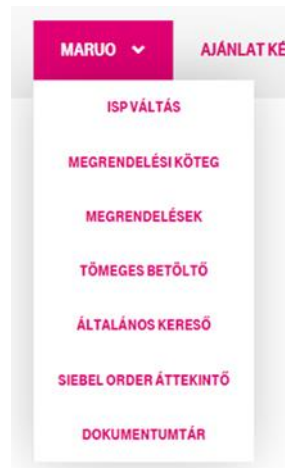 MARUO AJÁNLAT KÉ
ISP VÁLTÁS
MEGRENDELÉSI KÖTEG
MEGRENDELÉSEK
TÖMEGES BETÖLTŐ
ÁLTALÁNOS KERESŐ
SIEBEL ORDER ÁTTEKINTŐ
DOKUMENTUMTÁR